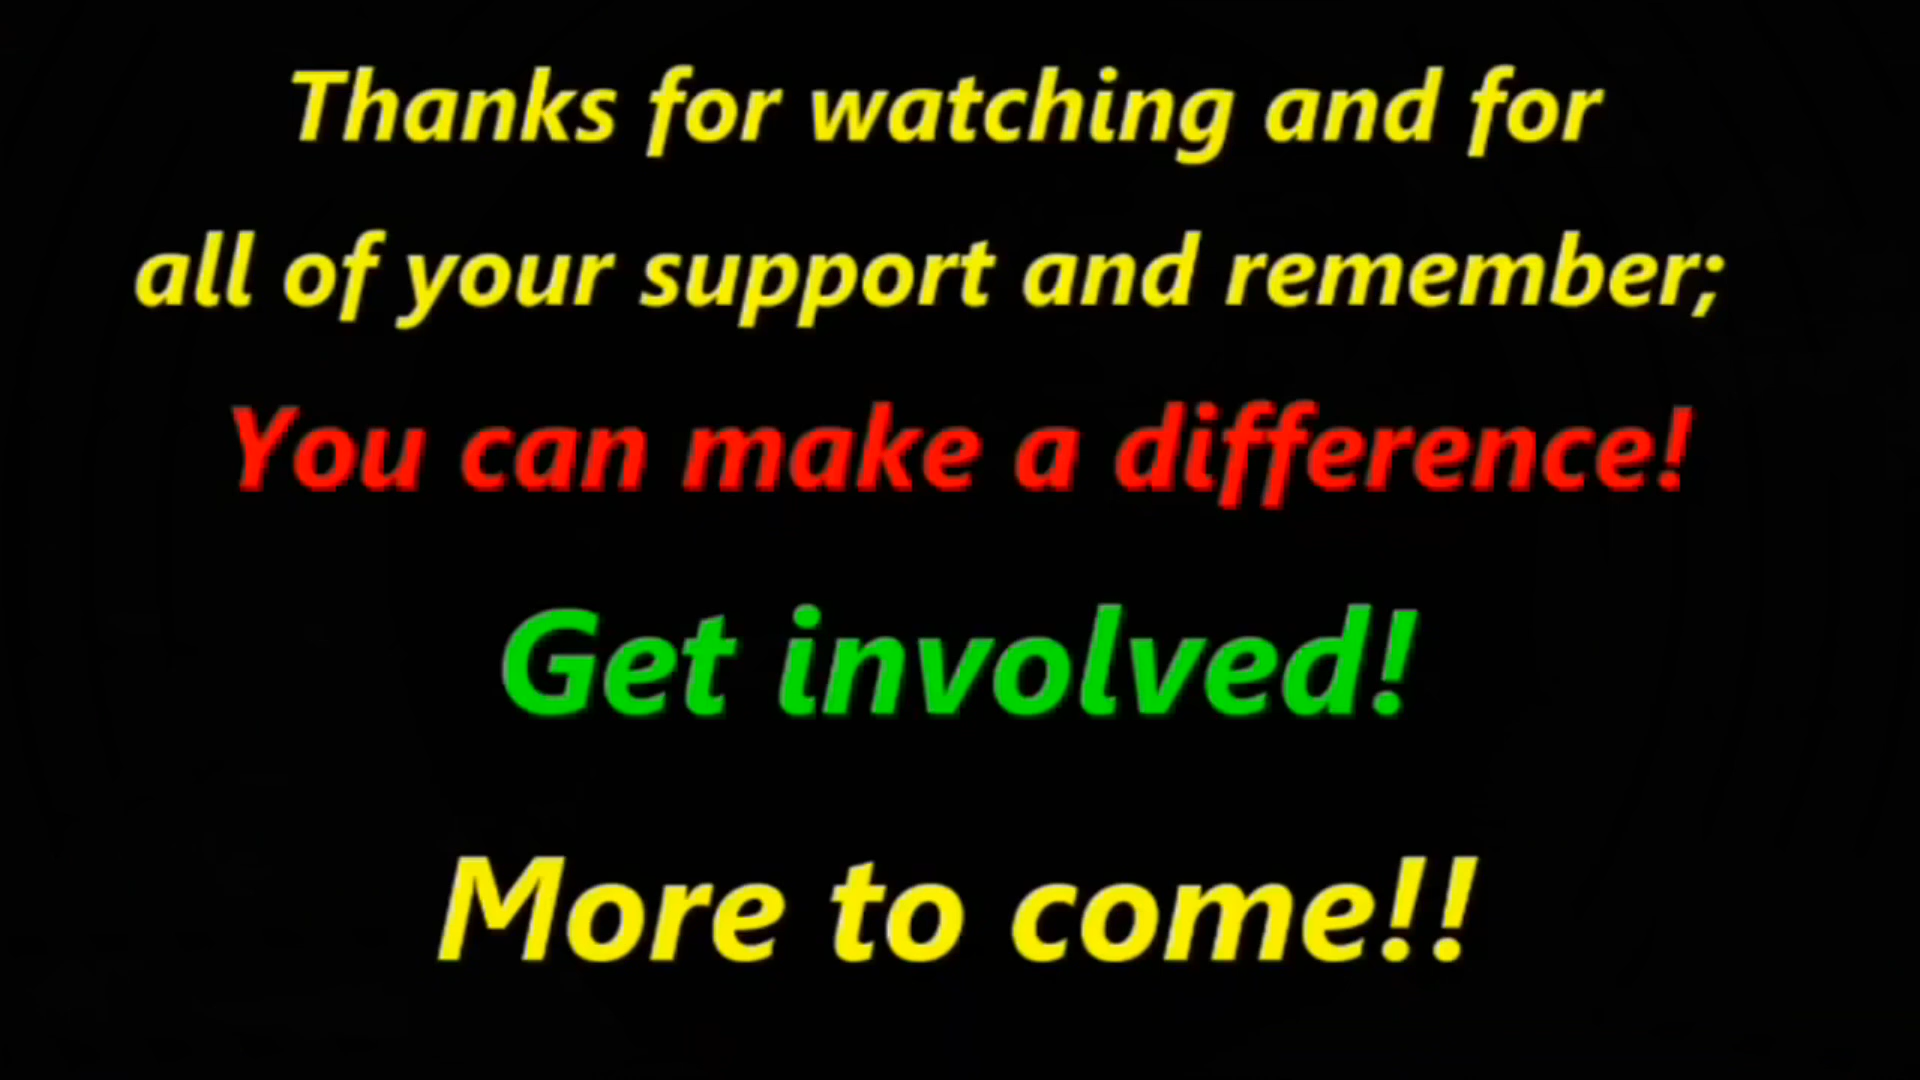 Thanks for watching and for
all of your support and remember;
You can make a difference!
Get involved!
More to come!!